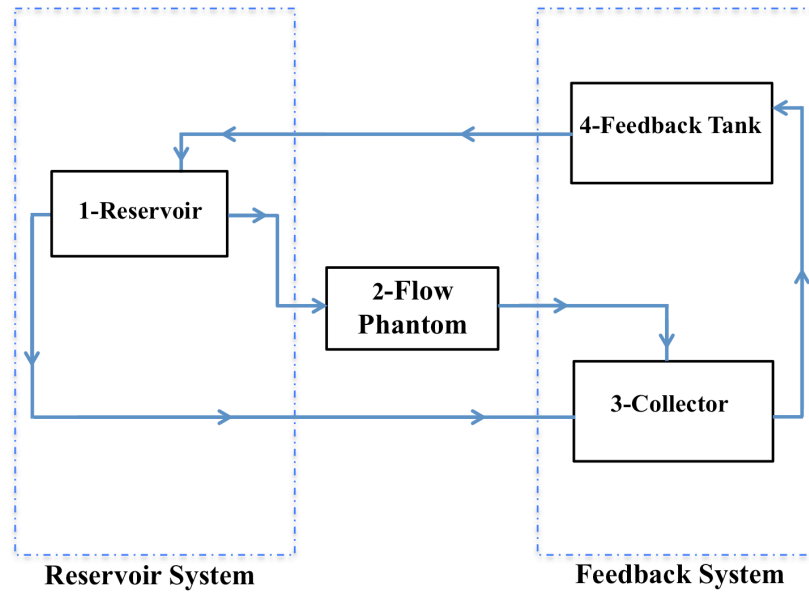 4-Feedback Tank
1-Reservoir
2-Flow
Phantom
3-Collector
Reservoir System
Feedback System